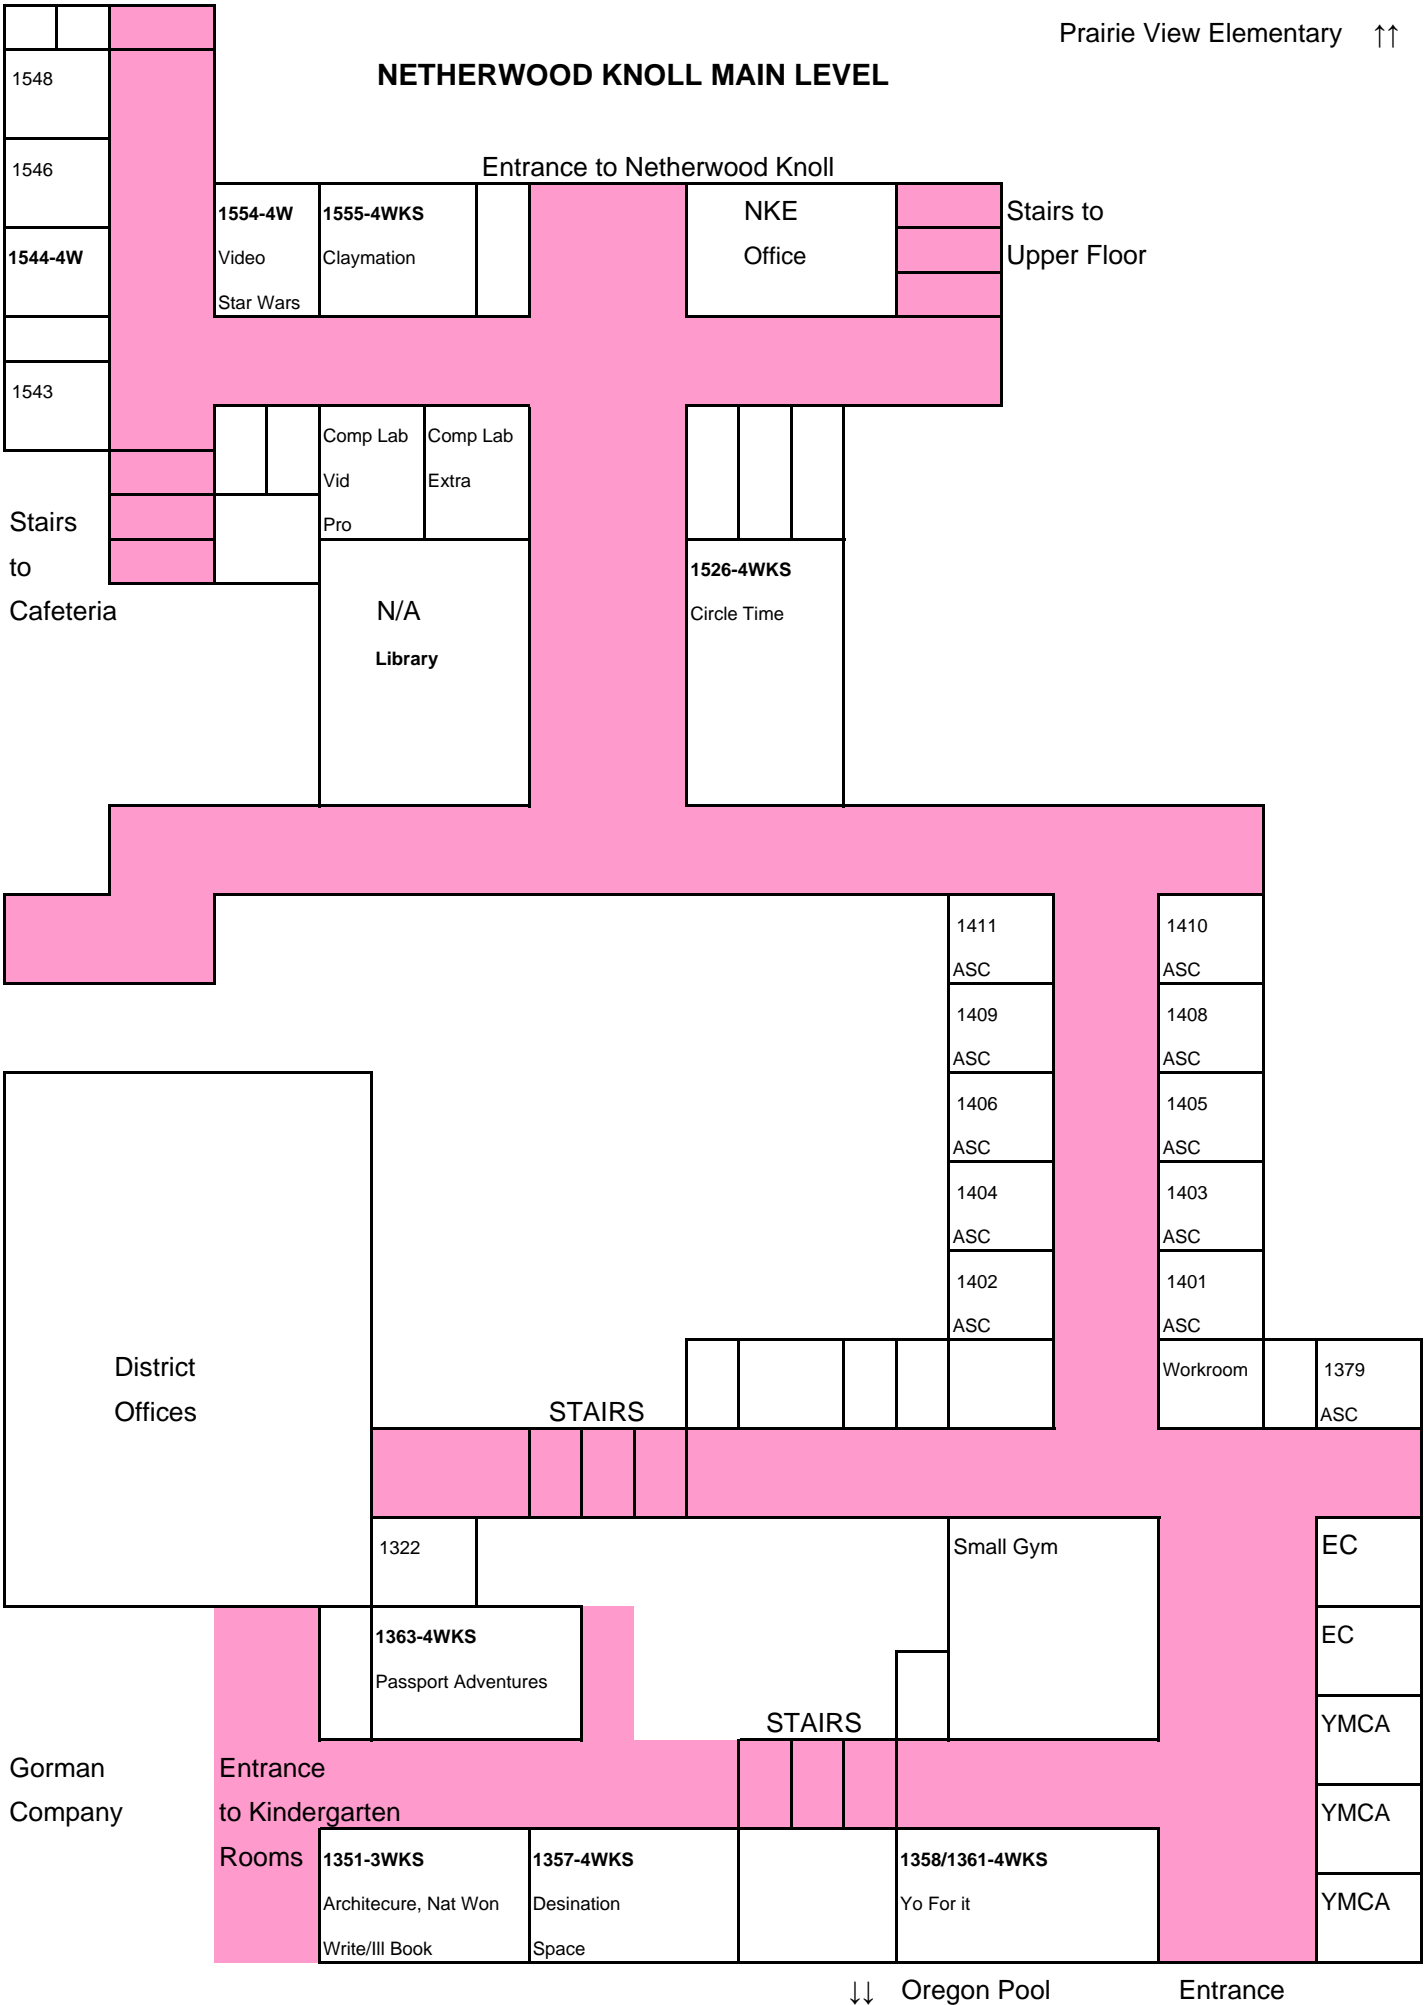 Prairie View Elementary ↑↑
NETHERWOOD KNOLL MAIN LEVEL
1548
1546
1544-4W
1543
Entrance to Netherwood Knoll
1554-4W
Video
Star Wars
1555-4WKS
Claymation
NKE
Office
Stairs to
Upper Floor
Comp Lab
Vid
Pro
Comp Lab
Extra
Stairs
to
Cafeteria
N/A
Library
1526-4WKS
Circle Time
1411
ASC
1410
ASC
1409
ASC
1408
ASC
1406
ASC
1405
ASC
1404
ASC
1403
ASC
1402
ASC
1401
ASC
District
Offices
STAIRS
Workroom
1379
ASC
1322
Small Gym
EC
EC
1363-4WKS
Passport Adventures
STAIRS
YMCA
YMCA
YMCA
Gorman
Company
Entrance
to Kindergarten
Rooms
1351-3WKS
Architecure, Nat Won
Write/Ill Book
1357-4WKS
Desination
Space
1358/1361-4WKS
Yo For it
↓↓ Oregon Pool
Entrance